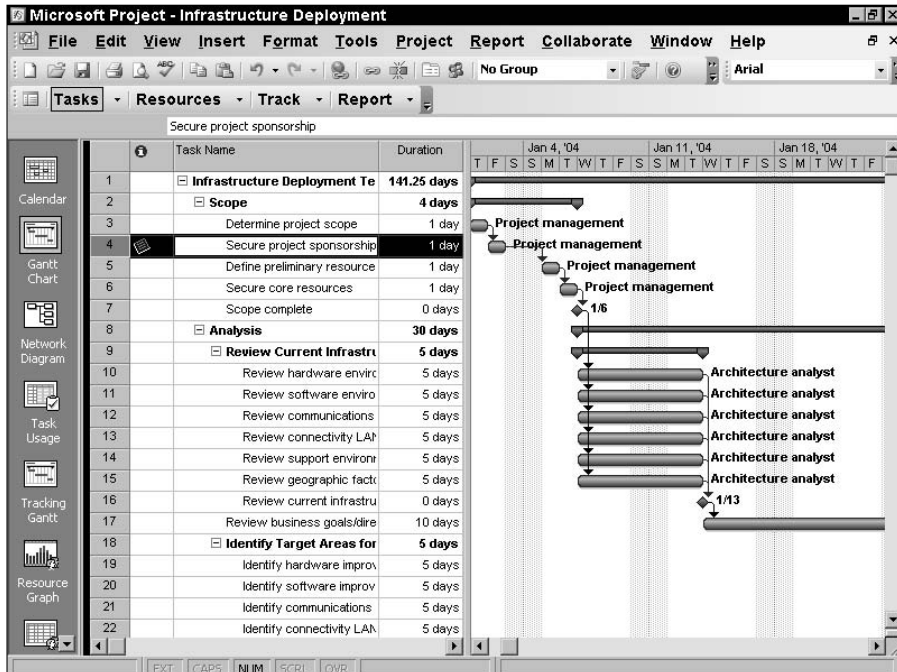 Microsoft Project - Infrastructure Deployment
File Edit View Insert Format Tools Project Report Collaborate Window Help
No Group Arial
Tasks Resources Track Report
Secure project sponsorship
Task Name Duration Jan 4, '04 Jan 11, '04 Jan 18, '04
T F S S M T W T F S S M T W T F S S M T W T F
1 Infrastructure Deployment Te 141.25 days
2 Scope 4 days
3 Determine project scope 1 day Project management
4 Secure project sponsorship 1 day Project management
5 Define preliminary resource 1 day Project management
6 Secure core resources 1 day Project management
7 Scope complete 0 days 1/6
8 Analysis 30 days
9 Review Current Infrastru 5 days
10 Review hardware enviro 5 days Architecture analyst
11 Review software enviro 5 days Architecture analyst
12 Review communications 5 days Architecture analyst
13 Review connectivity LAN 5 days Architecture analyst
14 Review support environr 5 days Architecture analyst
15 Review geographic facto 5 days Architecture analyst
16 Review current infrastru 0 days 1/13
17 Review business goals/dire 10 days
18 Identify Target Areas for 5 days
19 Identify hardware improv 5 days
20 Identify software improv 5 days
21 Identify communications 5 days
22 Identify connectivity LAN 5 days
Calendar
Gantt
Chart
Network
Diagram
Task
Usage
Tracking
Gantt
Resource
Graph
EXT CAPS NUM SCRL OVR